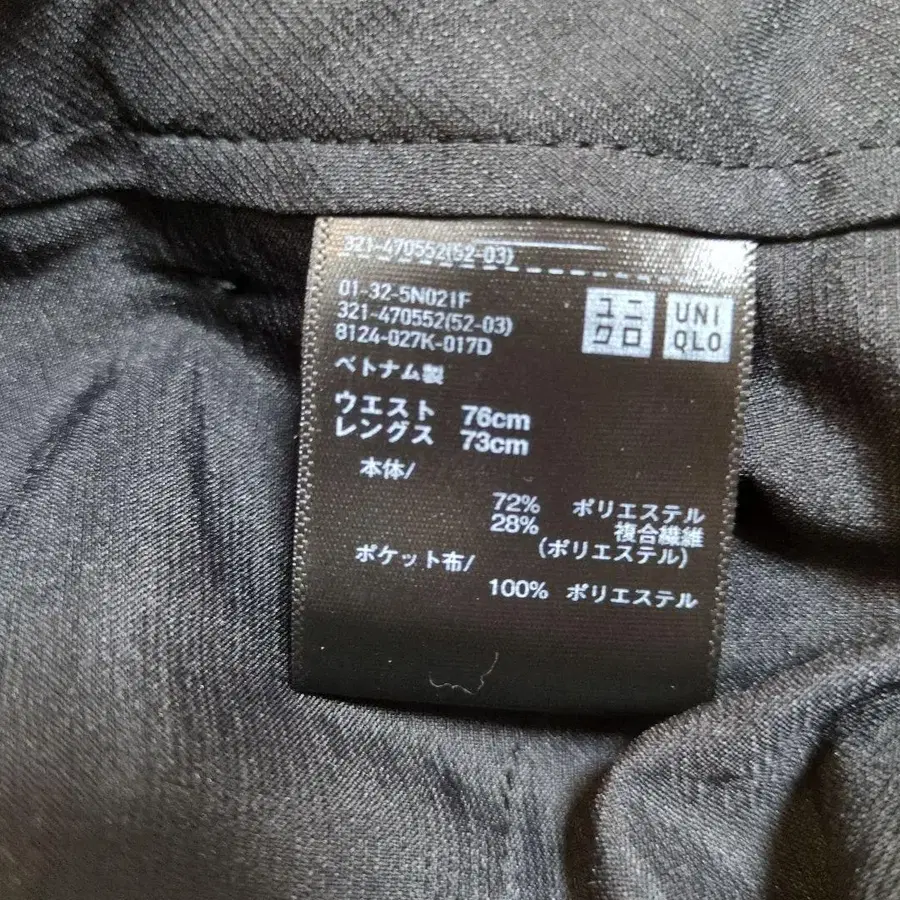 321-470552(52-03)
01-32-5N021F
321-470552(52-03)
8124-027K-017D
ユニ
クロ
UNI
QLO
ベトナム製
ウエスト 76cm
レングス 73cm
本体/
72% ポリエステル
28% 複合繊維
(ポリエステル)
ポケット布/
100% ポリエステル